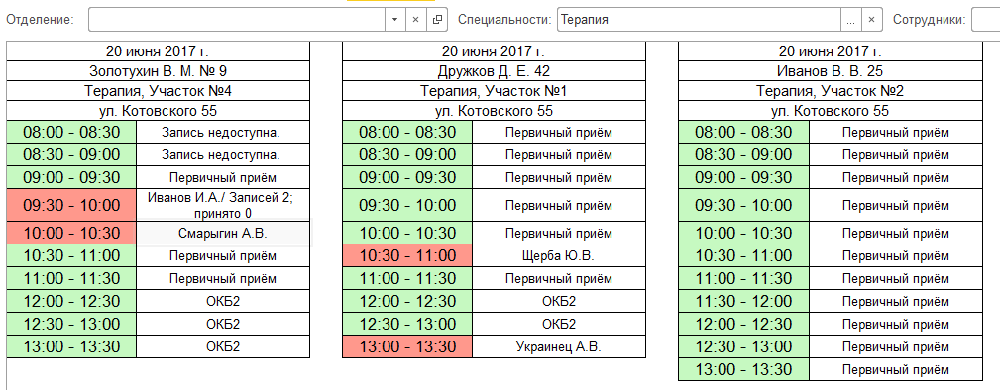 Отделение: Специальности: Терапия ... Сотрудники:
20 июня 2017 г.
Золотухин В. М. № 9
Терапия, Участок №4
ул. Котовского 55
08:00 - 08:30 Запись недоступна.
08:30 - 09:00 Запись недоступна.
09:00 - 09:30 Первичный приём
09:30 - 10:00 Иванов И.А./ Записей 2;
принято 0
10:00 - 10:30 Смарыгин А.В.
10:30 - 11:00 Первичный приём
11:00 - 11:30 Первичный приём
12:00 - 12:30 ОКБ2
12:30 - 13:00 ОКБ2
13:00 - 13:30 ОКБ2
20 июня 2017 г.
Дружков Д. Е. 42
Терапия, Участок №1
ул. Котовского 55
08:00 - 08:30 Первичный приём
08:30 - 09:00 Первичный приём
09:00 - 09:30 Первичный приём
09:30 - 10:00 Первичный приём
10:00 - 10:30 Первичный приём
10:30 - 11:00 Щерба Ю.В.
11:00 - 11:30 Первичный приём
12:00 - 12:30 ОКБ2
12:30 - 13:00 ОКБ2
13:00 - 13:30 Украинец А.В.
20 июня 2017 г.
Иванов В. В. 25
Терапия, Участок №2
ул. Котовского 55
08:00 - 08:30 Первичный приём
08:30 - 09:00 Первичный приём
09:00 - 09:30 Первичный приём
09:30 - 10:00 Первичный приём
10:00 - 10:30 Первичный приём
10:30 - 11:00 Первичный приём
11:00 - 11:30 Первичный приём
11:30 - 12:00 Первичный приём
12:00 - 12:30 Первичный приём
12:30 - 13:00 Первичный приём
13:00 - 13:30 Первичный приём